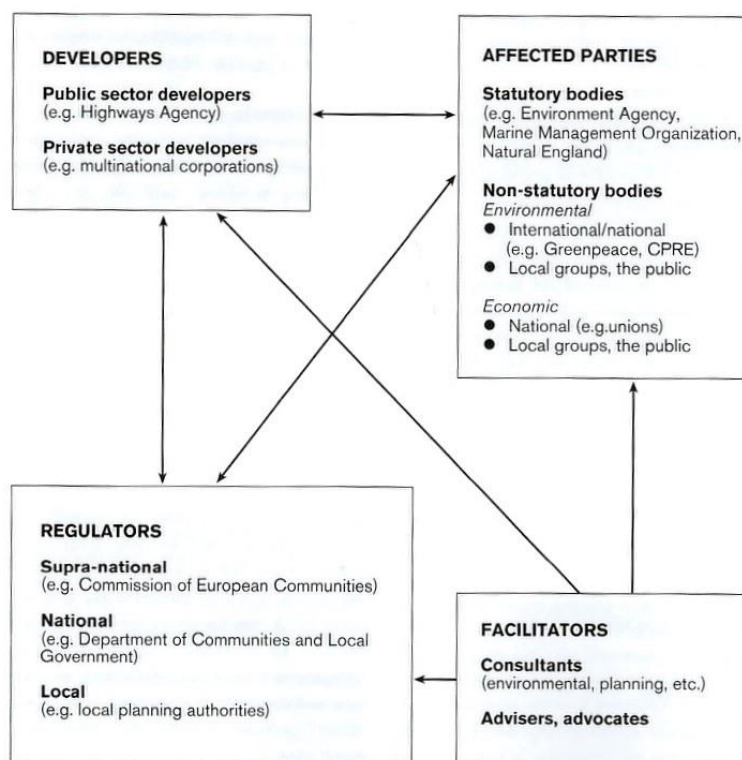 DEVELOPERS
Public sector developers
(e.g. Highways Agency)
Private sector developers
(e.g. multinational corporations)
AFFECTED PARTIES
Statutory bodies
(e.g. Environment Agency,
Marine Management Organization,
Natural England)
Non-statutory bodies
Environmental
● International/national
(e.g. Greenpeace, CPRE)
● Local groups, the public
Economic
● National (e.g.unions)
● Local groups, the public
REGULATORS
Supra-national
(e.g. Commission of European Communities)
National
(e.g. Department of Communities and Local
Government)
Local
(e.g. local planning authorities)
FACILITATORS
Consultants
(environmental, planning, etc.)
Advisers, advocates